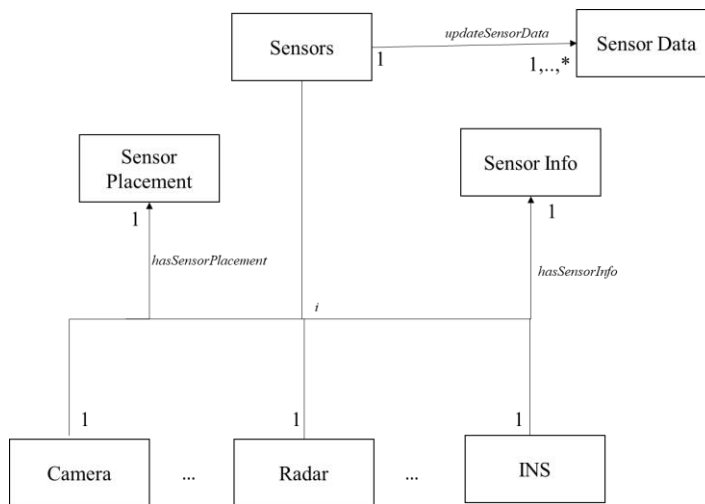 updateSensorData
Sensors
Sensor Data
1
1,..,*
Sensor
Placement
Sensor Info
1
1
hasSensorPlacement
hasSensorInfo
i
1
1
1
Camera
...
Radar
...
INS